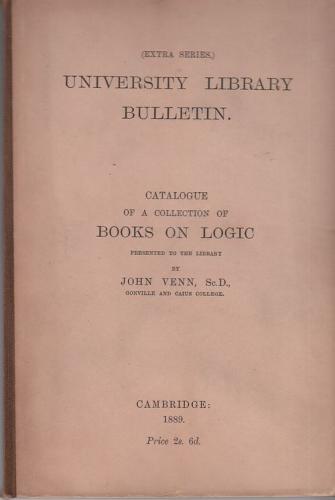 (EXTRA SERIES.)
UNIVERSITY LIBRARY
BULLETIN.
CATALOGUE
OF A COLLECTION OF
BOOKS ON LOGIC
PRESENTED TO THE LIBRARY
BY
JOHN VENN, Sc.D.,
GONVILLE AND CAIUS COLLEGE.
CAMBRIDGE:
1889.
Price 2s. 6d.